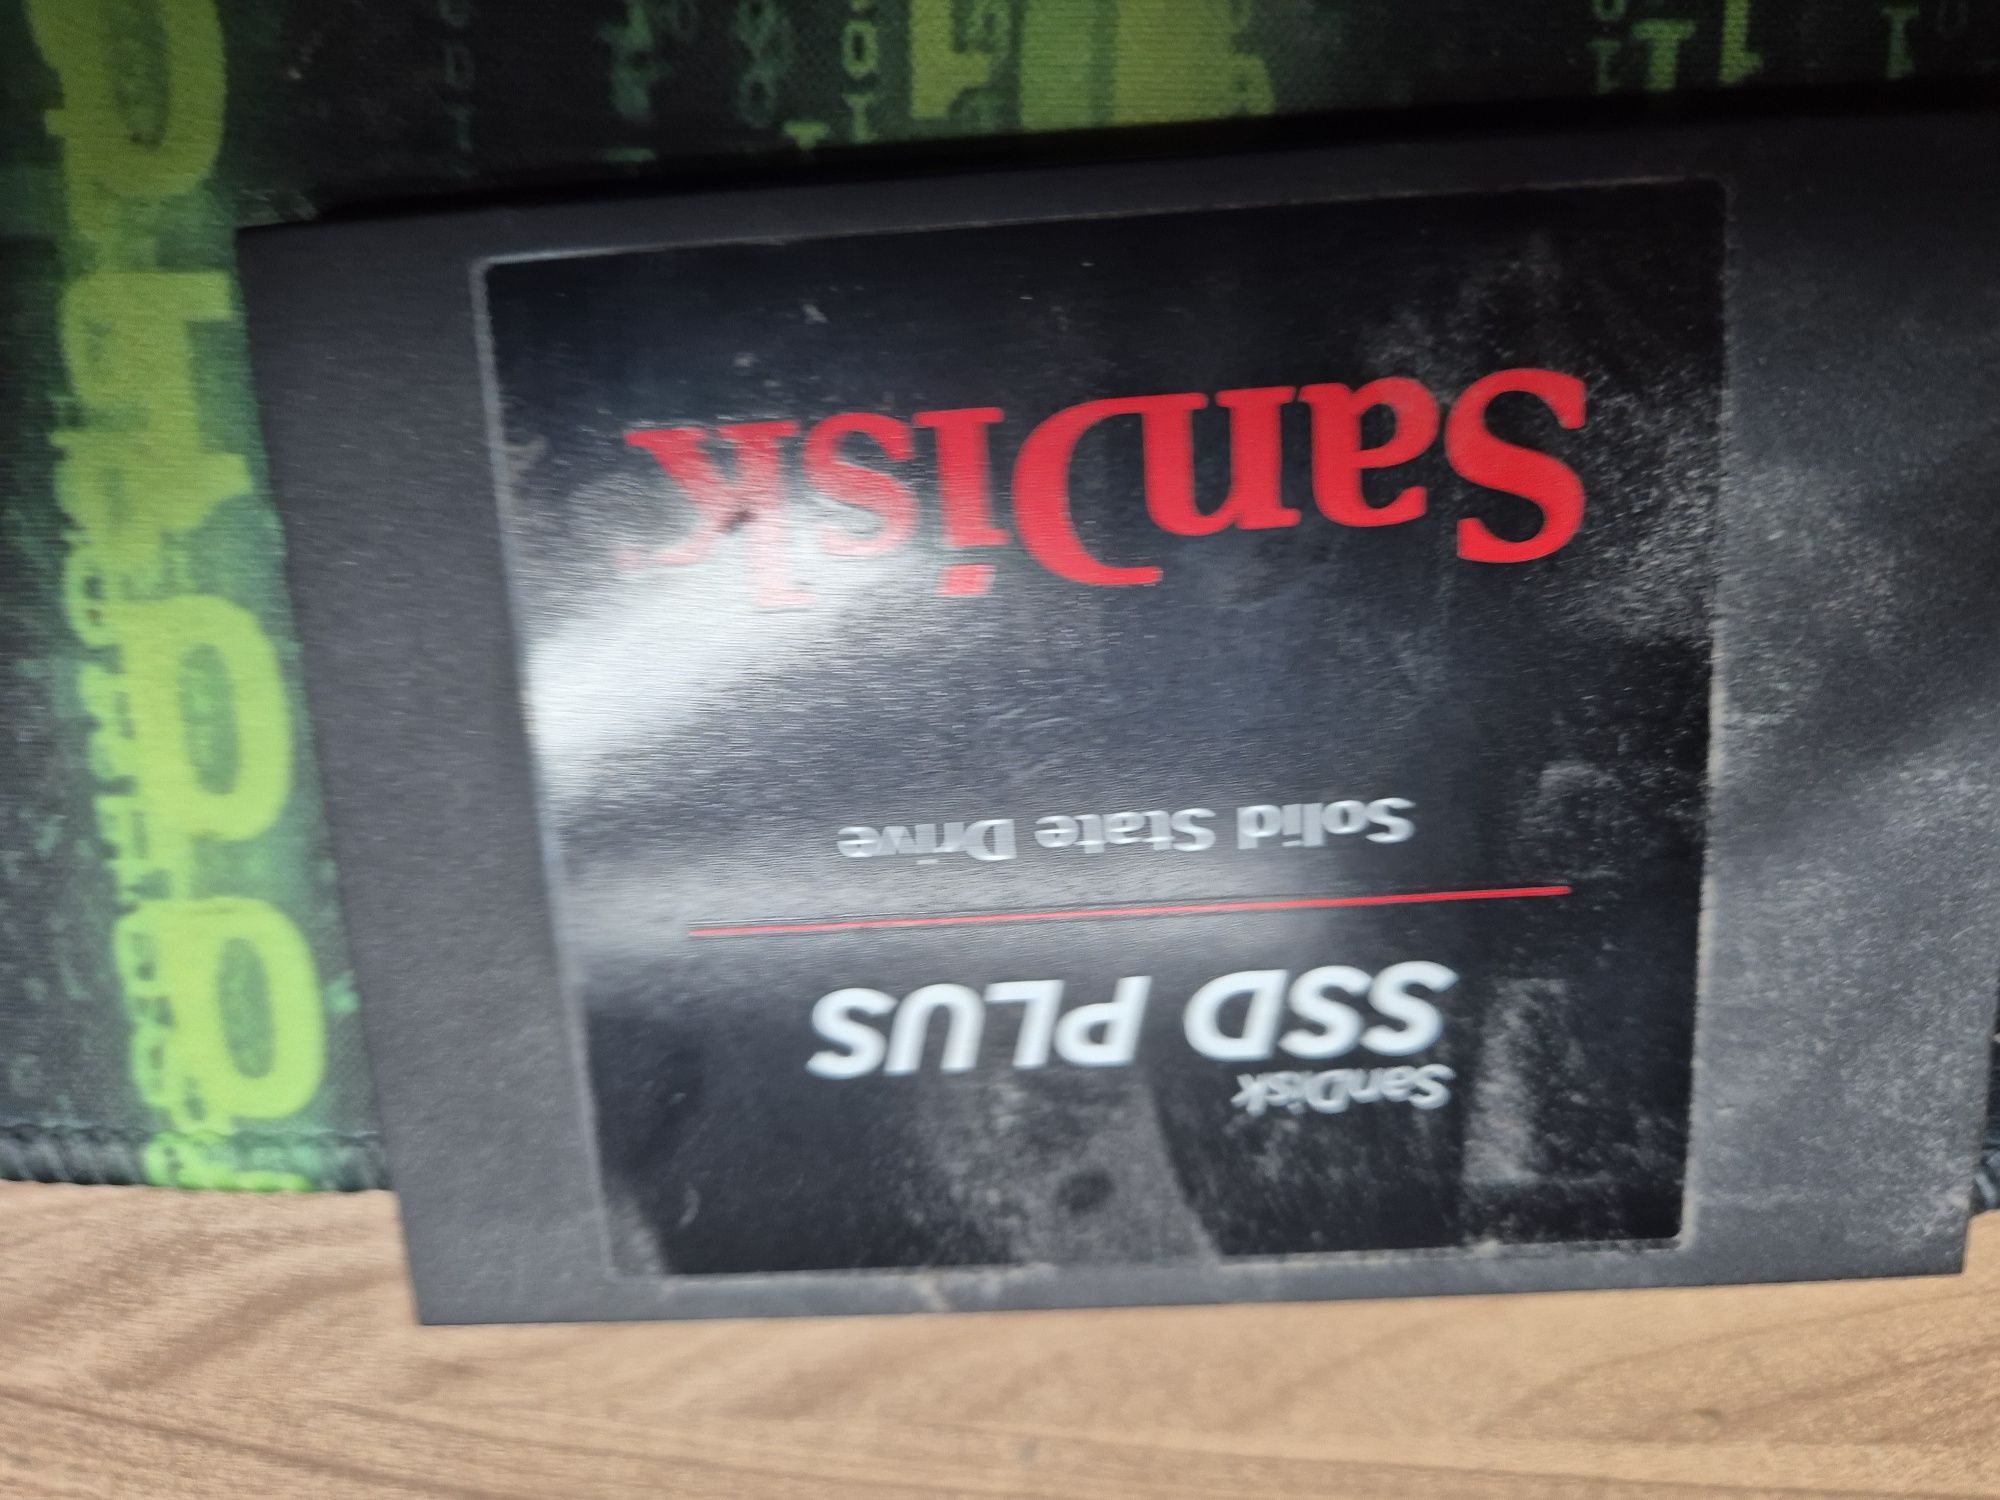 SanDisk
SSD PLUS
Solid State Drive
SanDisk